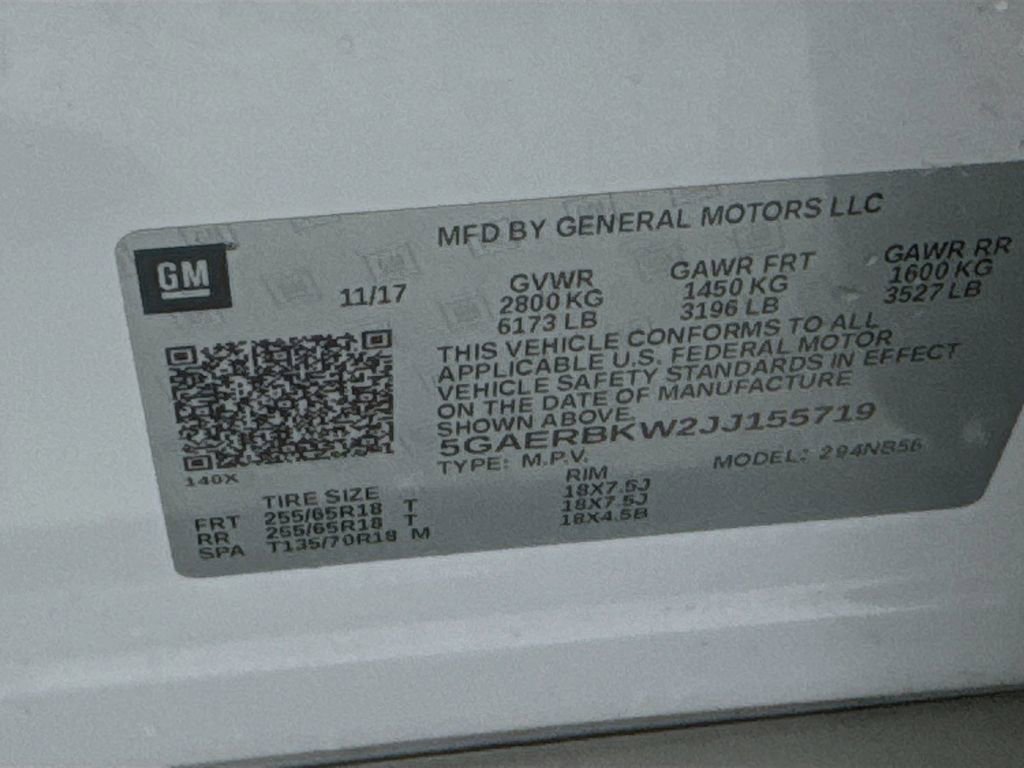 GM
MFD BY GENERAL MOTORS LLC
11/17
GVWR GAWR FRT GAWR RR
2800 KG 1450 KG 1600 KG
6173 LB 3196 LB 3527 LB
THIS VEHICLE CONFORMS TO ALL
APPLICABLE U.S. FEDERAL MOTOR
VEHICLE SAFETY STANDARDS IN EFFECT
ON THE DATE OF MANUFACTURE
SHOWN ABOVE.
5GAERBKW2JJ155719
TYPE: M.P.V. MODEL: 294NB56
140X
TIRE SIZE RIM
FRT 255/65R18 T 18X7.5J
RR 255/65R18 T 18X7.5J
SPA T135/70R18 M 18X4.5B